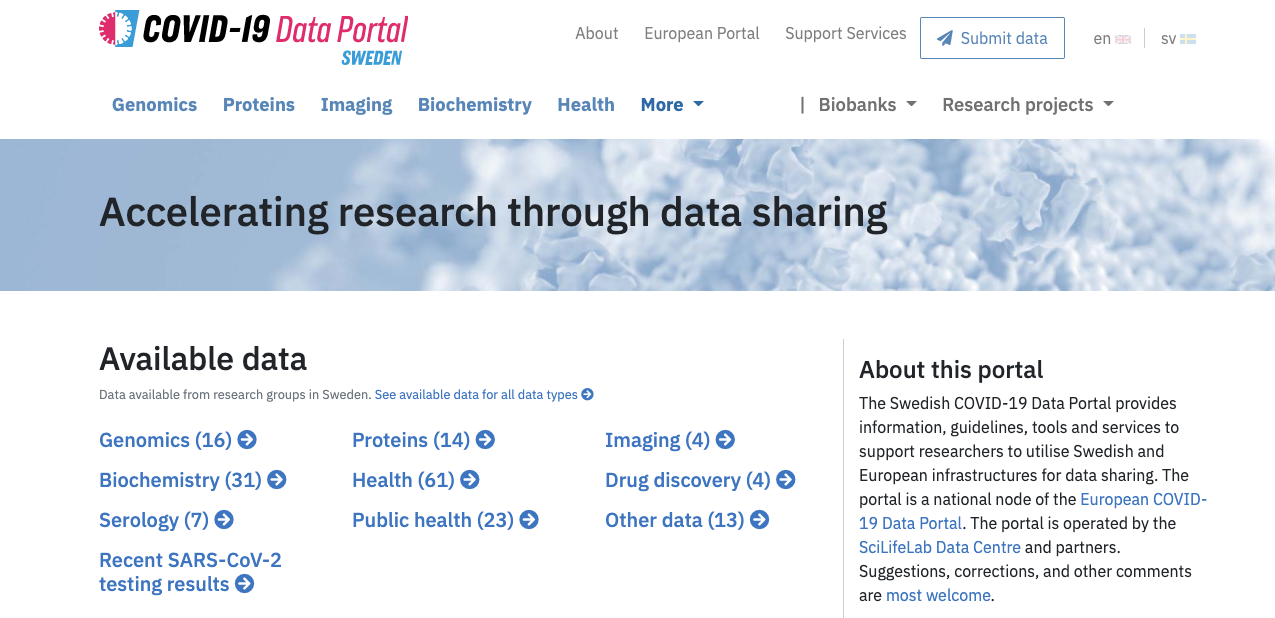 COVID-19 Data Portal
SWEDEN
About European Portal Support Services Submit data en sv
Genomics Proteins Imaging Biochemistry Health More | Biobanks Research projects
Accelerating research through data sharing
Available data
Data available from research groups in Sweden. See available data for all data types
Genomics (16) Proteins (14) Imaging (4)
Biochemistry (31) Health (61) Drug discovery (4)
Serology (7) Public health (23) Other data (13)
Recent SARS-CoV-2
testing results
About this portal
The Swedish COVID-19 Data Portal provides
information, guidelines, tools and services to
support researchers to utilise Swedish and
European infrastructures for data sharing. The
portal is a national node of the European COVID-
19 Data Portal. The portal is operated by the
SciLifeLab Data Centre and partners.
Suggestions, corrections, and other comments
are most welcome.